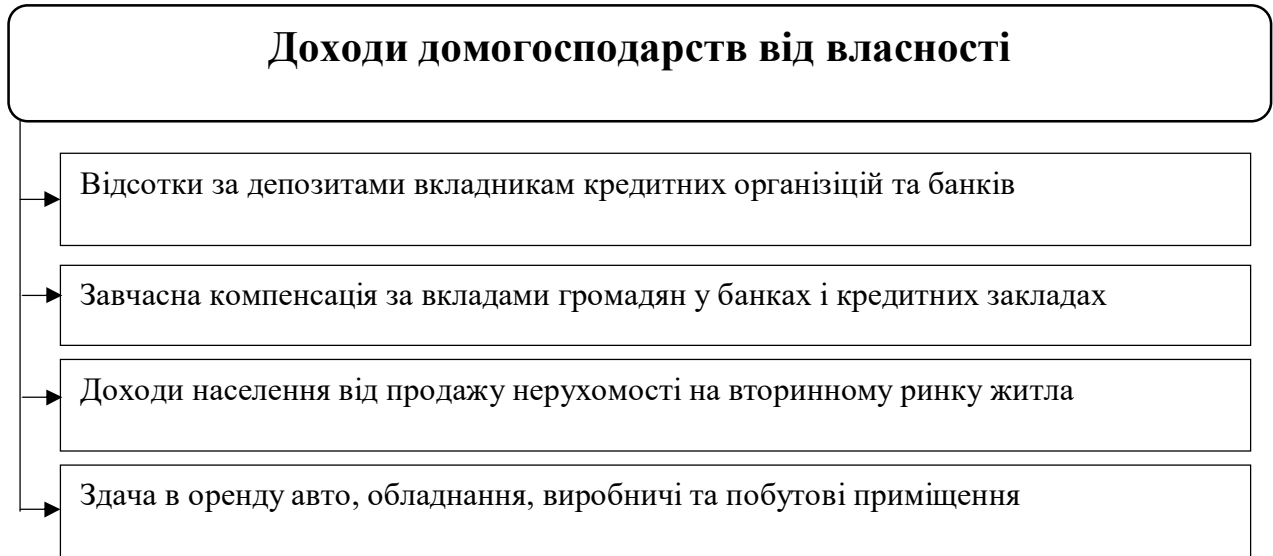 Доходи домогосподарств від власності
Відсотки за депозитами вкладникам кредитних організіцій та банків
Завчасна компенсація за вкладами громадян у банках і кредитних закладах
Доходи населення від продажу нерухомості на вторинному ринку житла
Здача в оренду авто, обладнання, виробничі та побутові приміщення